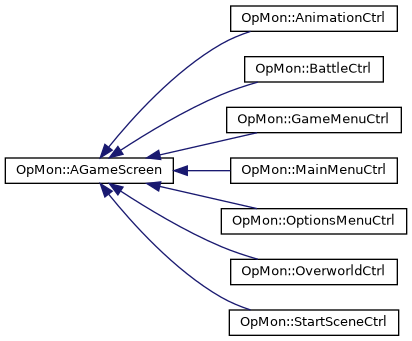 OpMon::AnimationCtrl
OpMon::BattleCtrl
OpMon::GameMenuCtrl
OpMon::AGameScreen
OpMon::MainMenuCtrl
OpMon::OptionsMenuCtrl
OpMon::OverworldCtrl
OpMon::StartSceneCtrl